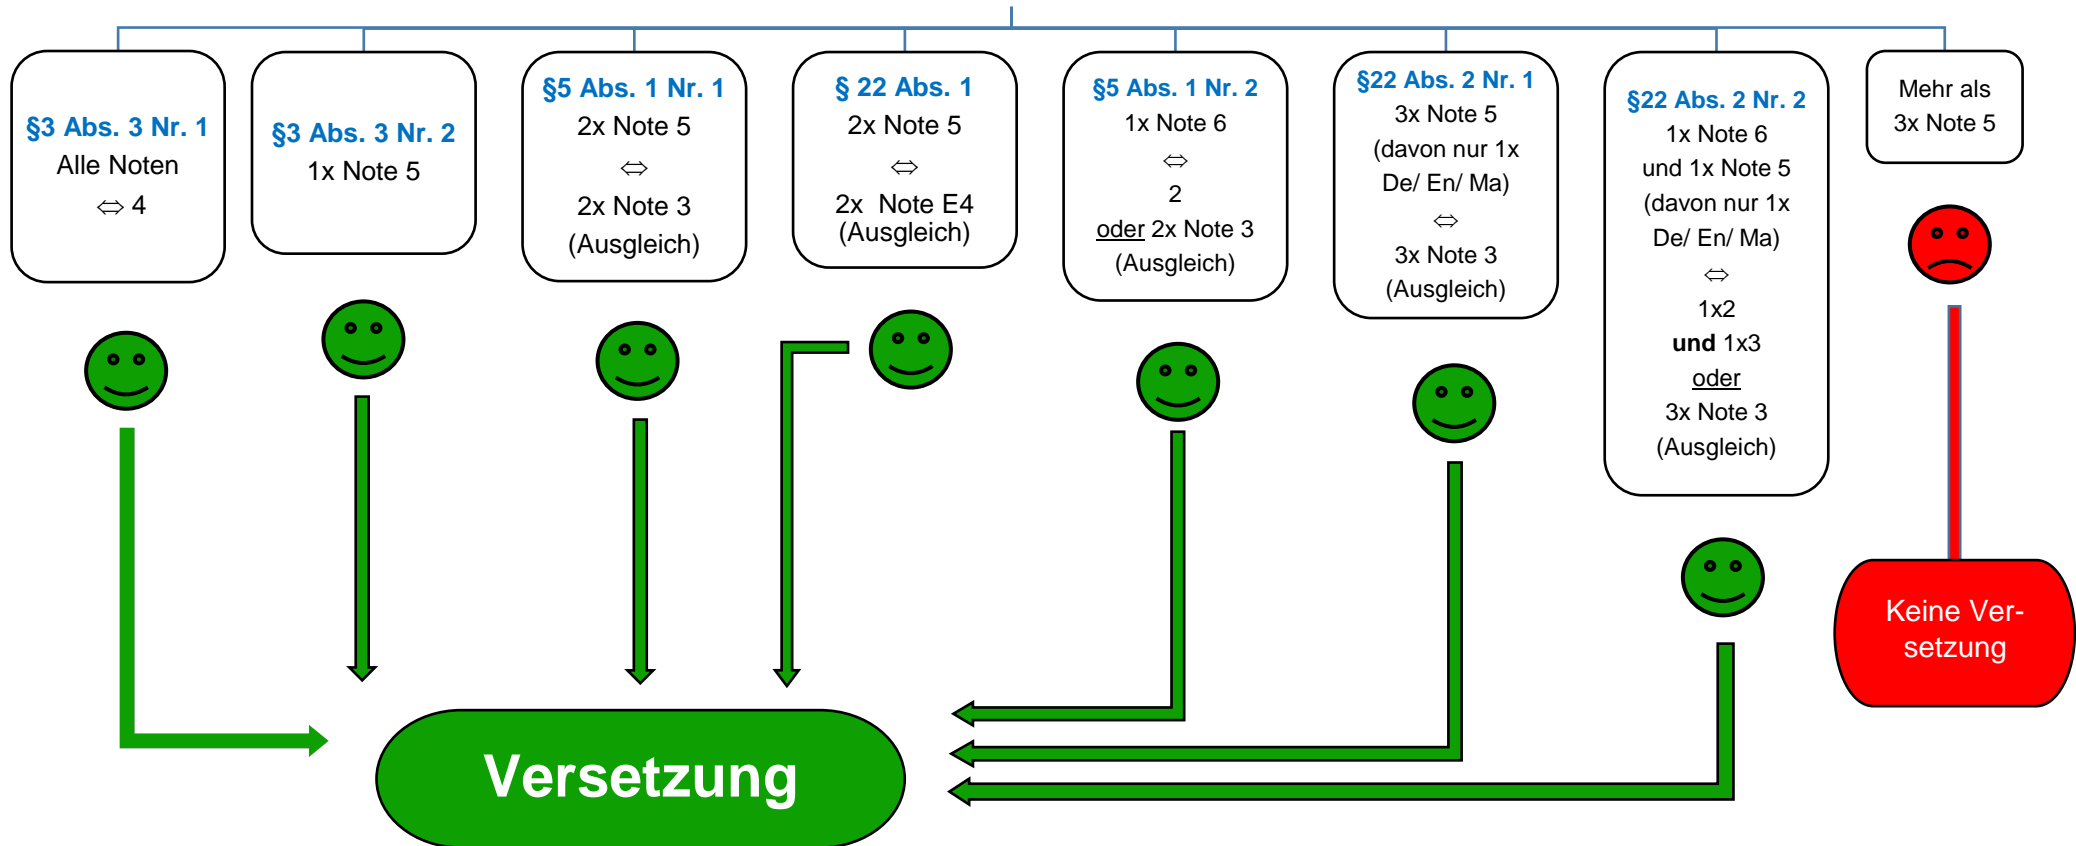 §3 Abs. 3 Nr. 1
Alle Noten
⇔ 4
§3 Abs. 3 Nr. 2
1x Note 5
§5 Abs. 1 Nr. 1
2x Note 5
⇔
2x Note 3
(Ausgleich)
§ 22 Abs. 1
2x Note 5
⇔
2x Note E4
(Ausgleich)
§5 Abs. 1 Nr. 2
1x Note 6
⇔
2
oder 2x Note 3
(Ausgleich)
§22 Abs. 2 Nr. 1
3x Note 5
(davon nur 1x
De/ En/ Ma)
⇔
3x Note 3
(Ausgleich)
§22 Abs. 2 Nr. 2
1x Note 6
und 1x Note 5
(davon nur 1x
De/ En/ Ma)
⇔
1x2
und 1x3
oder
3x Note 3
(Ausgleich)
Mehr als
3x Note 5
Keine Ver-
setzung
Versetzung